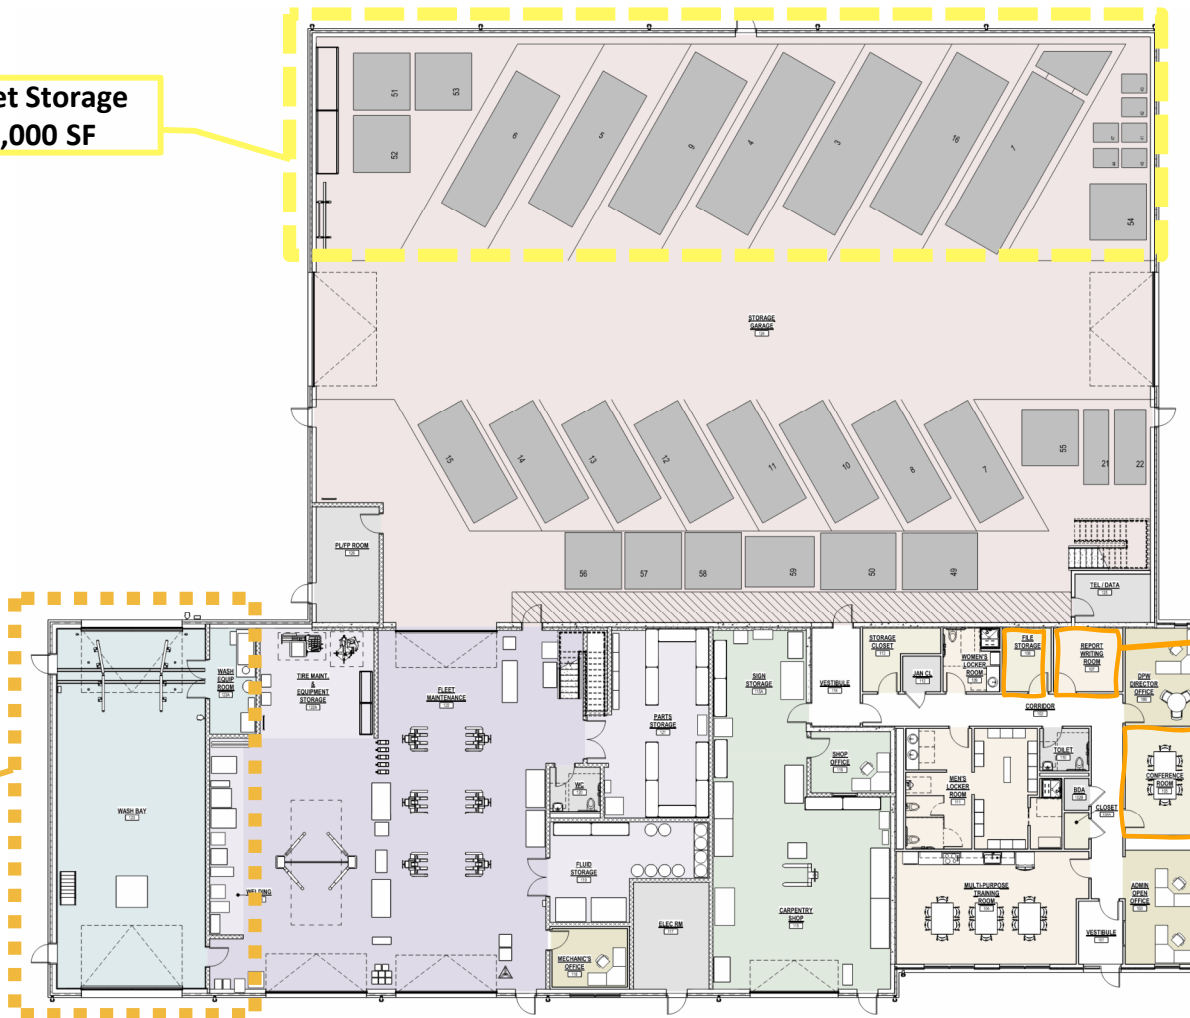 et Storage
,000 SF
51
53
52
6
5
9
4
3
16
1
54
STORAGE
GARAGE
15
14
13
12
11
10
8
7
55
21
22
56
57
58
59
50
49
PL/FP ROOM
TEL / DATA
WASH
EQUIP
ROOM
TIRE MAINT.
&
EQUIPMENT
STORAGE
FLEET
MAINTENANCE
PARTS
STORAGE
SIGN
STORAGE
VESTIBULE
STORAGE
CLOSET
JAN CL
WOMEN'S
LOCKER
ROOM
FILE
STORAGE
REPORT
WRITING
ROOM
DPW
DIRECTOR
OFFICE
CORRIDOR
SHOP
OFFICE
TOILET
CONFERENCE
ROOM
MEN'S
LOCKER
ROOM
BDA
CLOSET
WC
WASH BAY
FLUID
STORAGE
WELDING
ELEC RM
CARPENTRY
SHOP
MULTI-PURPOSE
TRAINING
ROOM
ADMIN
OPEN
OFFICE
VESTIBULE
MECHANIC'S
OFFICE